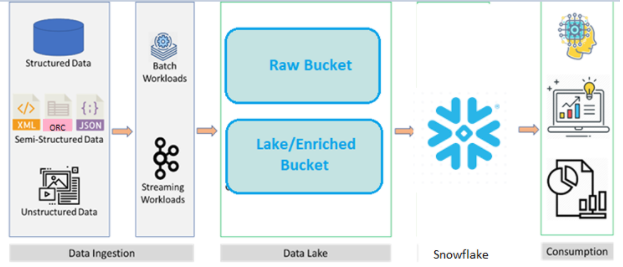 Structured Data
XML
ORC
JSON
Semi-Structured Data
Unstructured Data
Batch
Workloads
Streaming
Workloads
Raw Bucket
Lake/Enriched
Bucket
Data Ingestion
Data Lake
Snowflake
Consumption